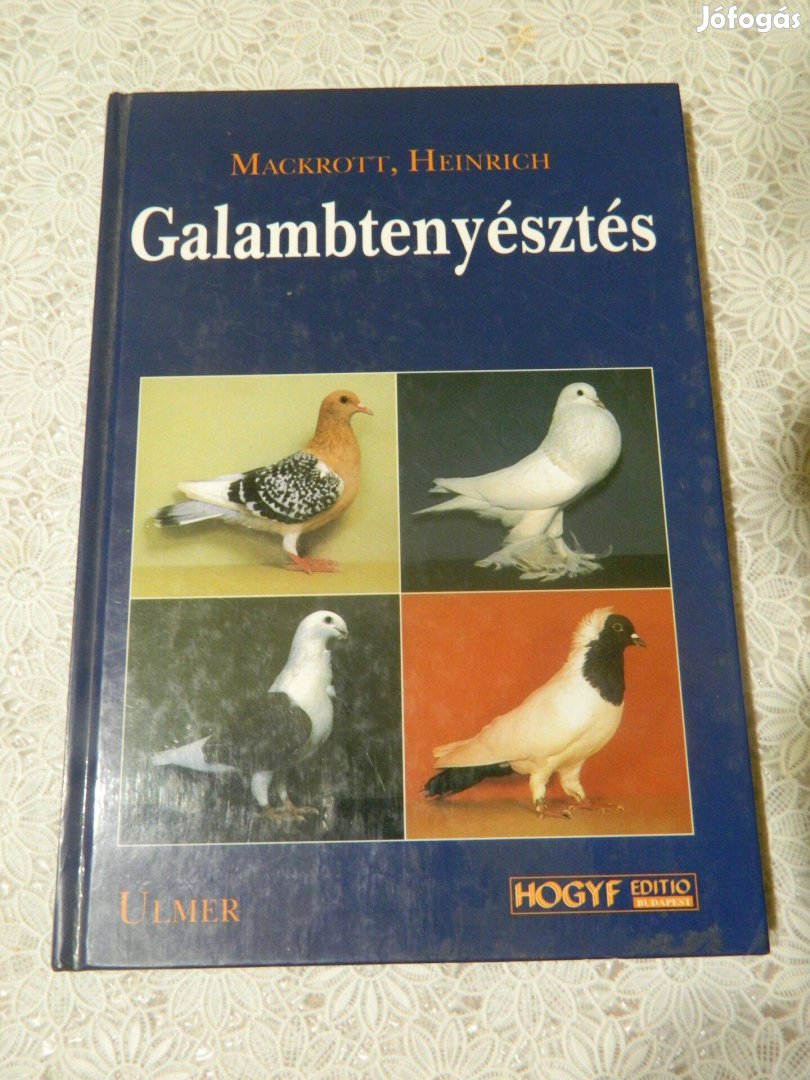 Jófogás
MACKROTT, HEINRICH
Galambtenyésztés
ULMER
HOGYF EDITIO
BUDAPEST